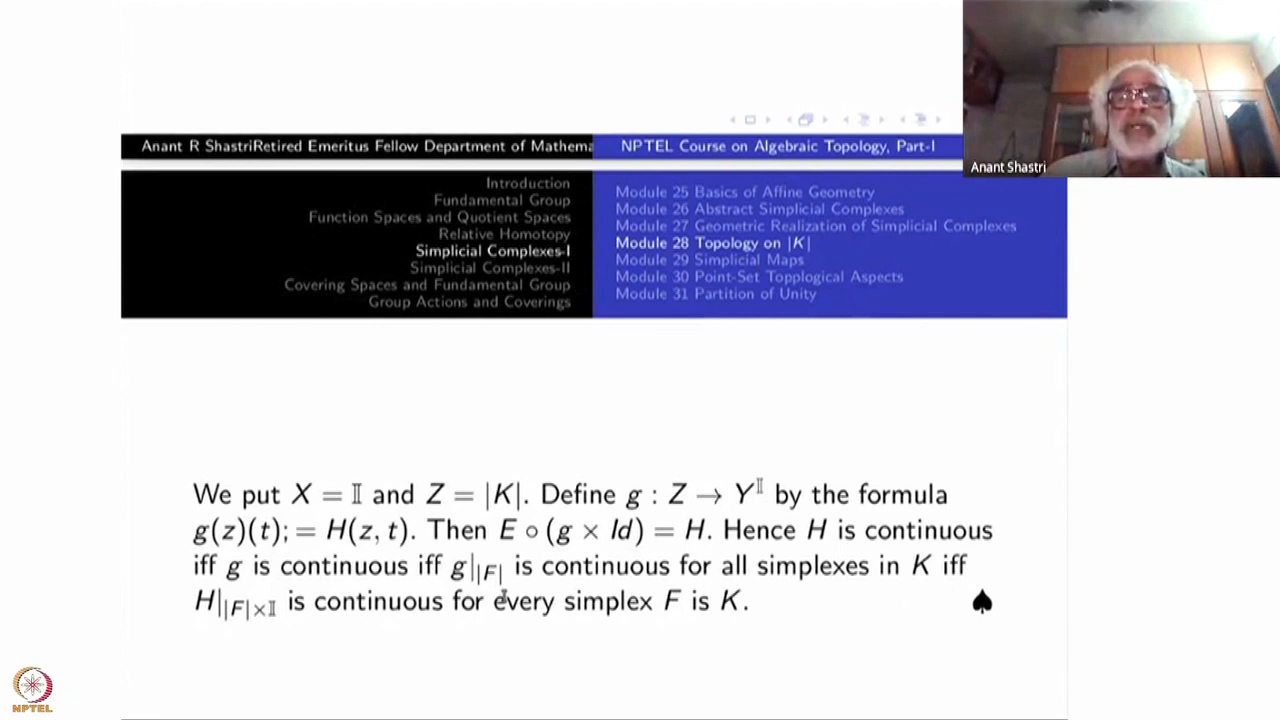 Anant R ShastriRetired Emeritus Fellow Department of Mathema
NPTEL Course on Algebraic Topology, Part-I
Anant Shastri
Introduction
Fundamental Group
Function Spaces and Quotient Spaces
Relative Homotopy
Simplicial Complexes-I
Simplicial Complexes-II
Covering Spaces and Fundamental Group
Group Actions and Coverings
Module 25 Basics of Affine Geometry
Module 26 Abstract Simplicial Complexes
Module 27 Geometric Realization of Simplicial Complexes
Module 28 Topology on |K|
Module 29 Simplicial Maps
Module 30 Point-Set Topplogical Aspects
Module 31 Partition of Unity
We put X = 𝕀 and Z = |K|. Define g : Z → Y^𝕀 by the formula
g(z)(t); = H(z, t). Then E ∘ (g × Id) = H. Hence H is continuous
iff g is continuous iff g|_{|F|} is continuous for all simplexes in K iff
H|_{|F|×𝕀} is continuous for every simplex F is K. ♠
NPTEL